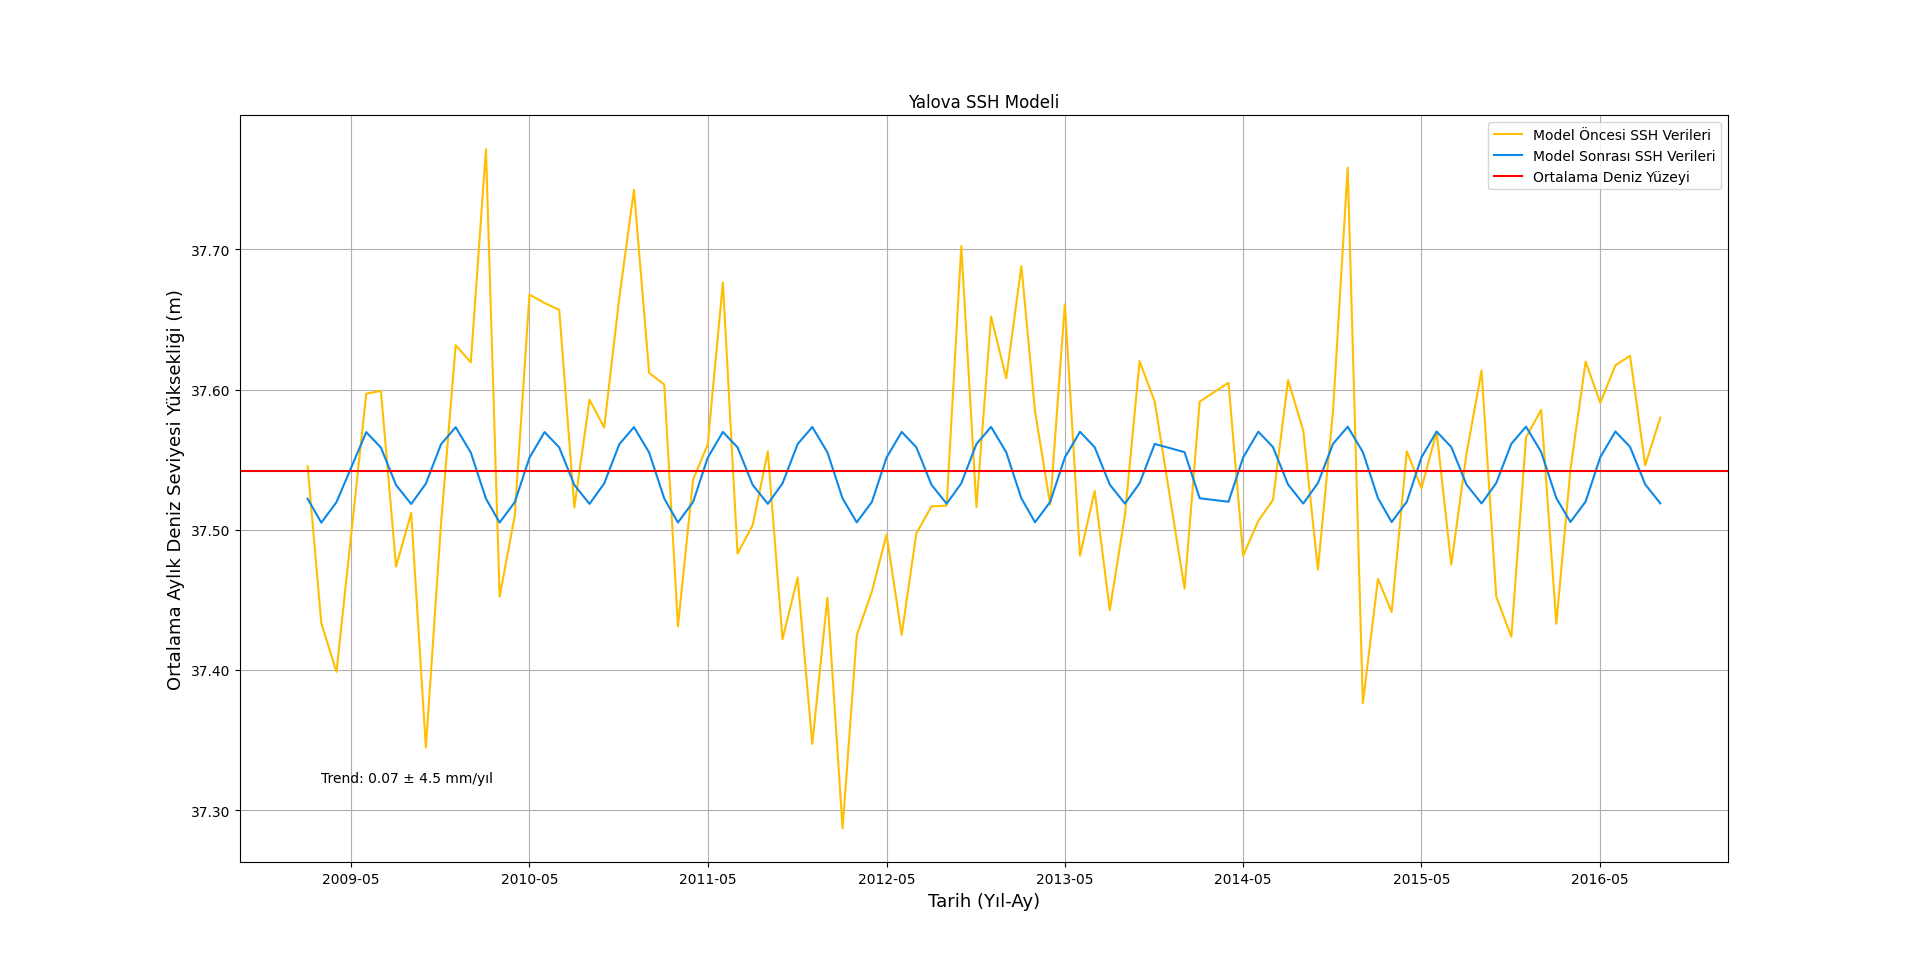 Yalova SSH Modeli
Model Öncesi SSH Verileri
Model Sonrası SSH Verileri
Ortalama Deniz Yüzeyi
Ortalama Aylık Deniz Seviyesi Yüksekliği (m)
37.70
37.60
37.50
37.40
37.30
Trend: 0.07 ± 4.5 mm/yıl
2009-05
2010-05
2011-05
2012-05
2013-05
2014-05
2015-05
2016-05
Tarih (Yıl-Ay)